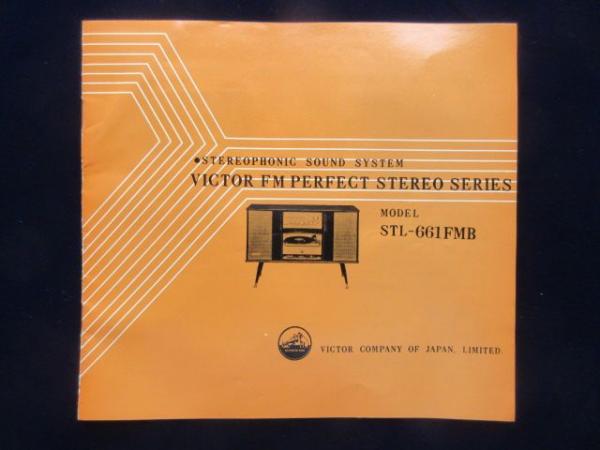 ●STEREOPHONIC SOUND SYSTEM
VICTOR FM PERFECT STEREO SERIES
MODEL
STL-661FMB
VICTOR COMPANY OF JAPAN, LIMITED.